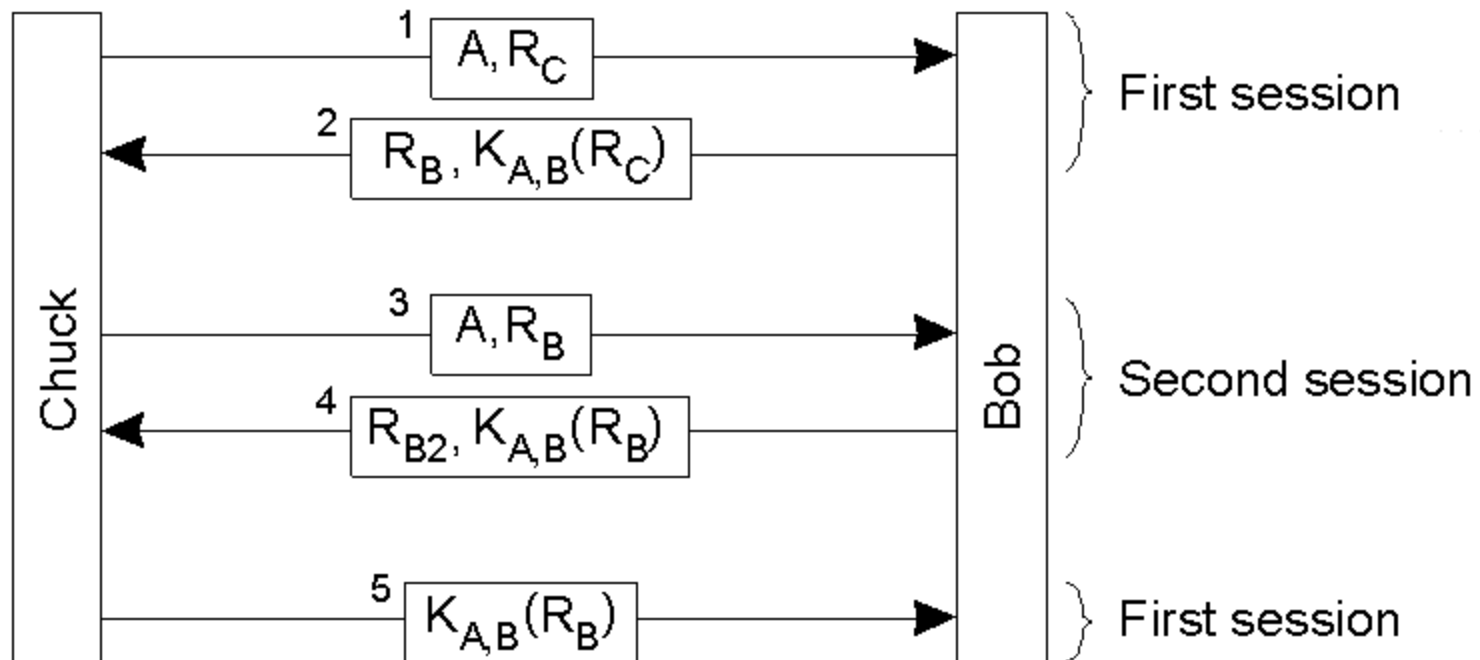 1
A, R_C
First session
2
R_B, K_A,B(R_C)
Chuck
Bob
3
A, R_B
Second session
4
R_B2, K_A,B(R_B)
5
K_A,B(R_B)
First session